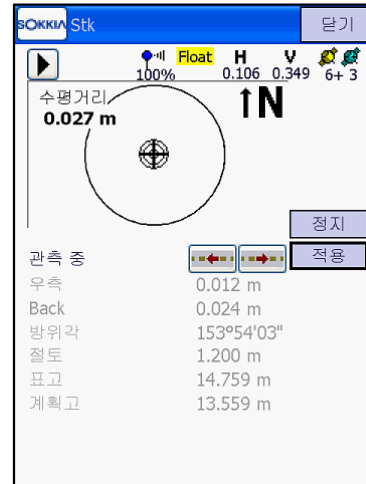 SOKKIA Stk 닫기
Float H V
100% 0.106 0.349 6+ 3
수평거리
0.027 m
N
정지
관측 중 적용
우측 0.012 m
Back 0.024 m
방위각 153°54'03"
절토 1.200 m
표고 14.759 m
계획고 13.559 m